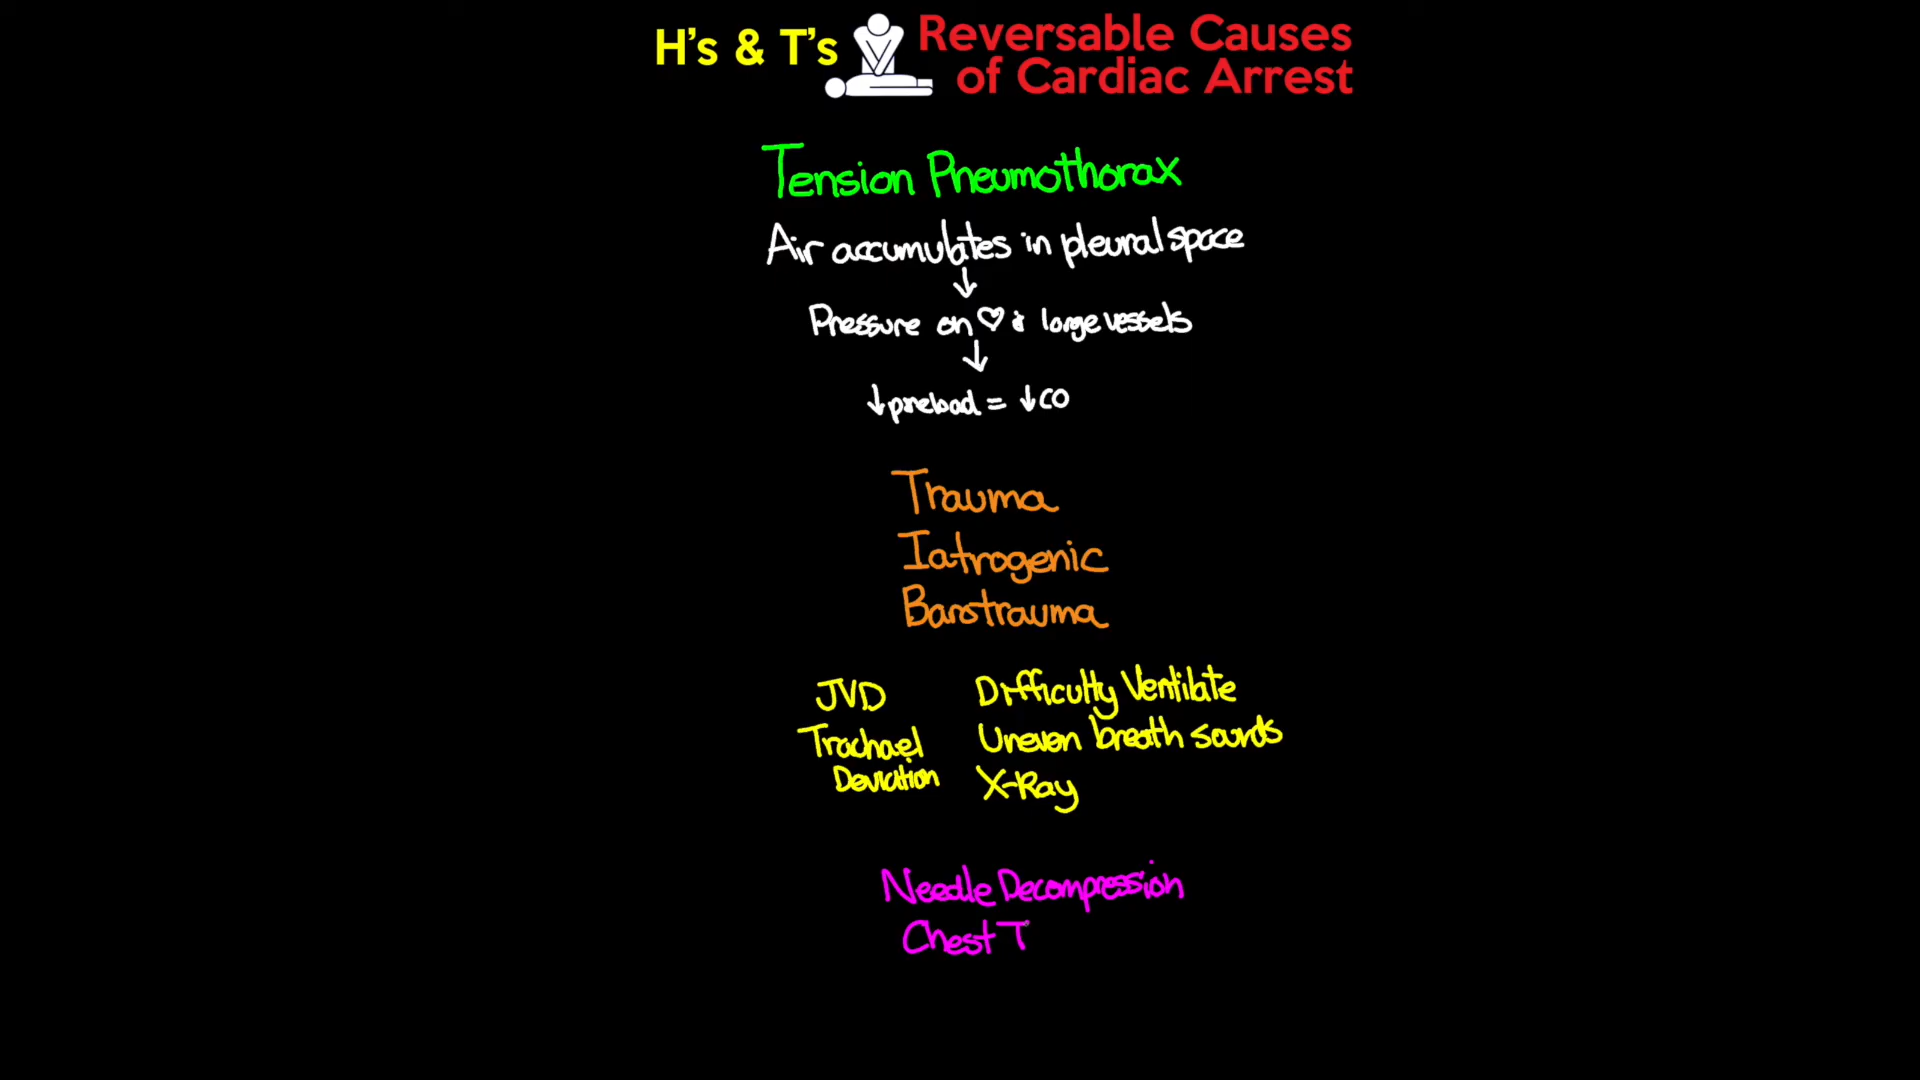 H's & T's
Reversable Causes
of Cardiac Arrest
Tension Pneumothorax
Air accumulates in pleural space
↓
Pressure on ♡ & large vessels
↓
↓preload = ↓CO
Trauma
Iatrogenic
Barotrauma
JVD
Trachael
Deviation
Difficulty Ventilate
Uneven breath sounds
X-Ray
Needle Decompression
Chest T